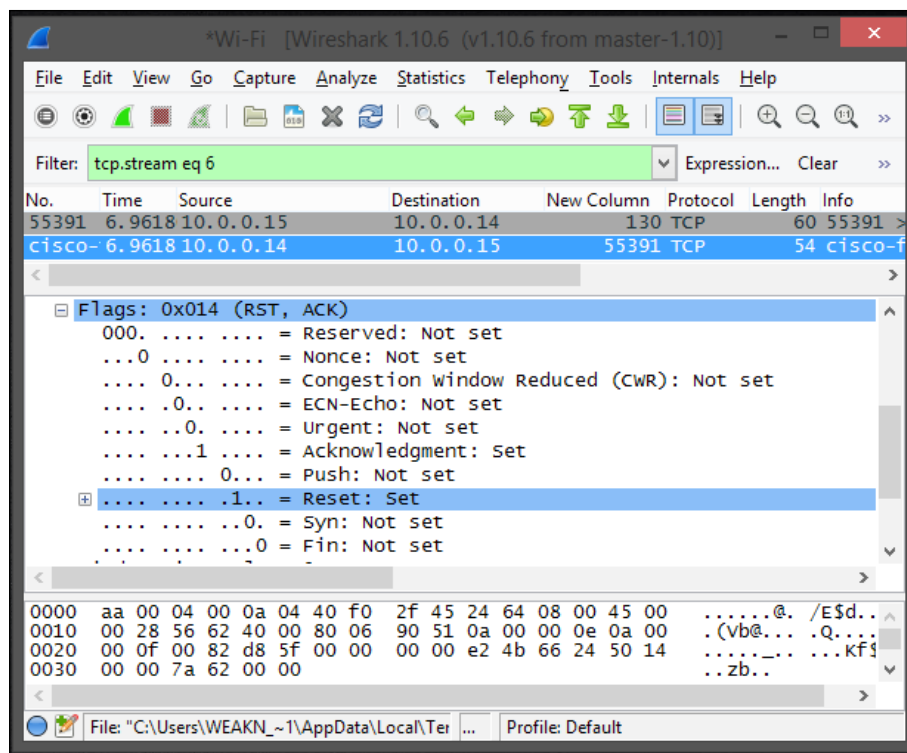 *Wi-Fi [Wireshark 1.10.6 (v1.10.6 from master-1.10)]
File Edit View Go Capture Analyze Statistics Telephony Tools Internals Help
Filter: tcp.stream eq 6 Expression... Clear »
No. Time Source Destination New Column Protocol Length Info
55391 6.9618 10.0.0.15 10.0.0.14 130 TCP 60 55391 >
cisco- 6.9618 10.0.0.14 10.0.0.15 55391 TCP 54 cisco-f
Flags: 0x014 (RST, ACK)
000. .... .... = Reserved: Not set
...0 .... .... = Nonce: Not set
.... 0... .... = Congestion Window Reduced (CWR): Not set
.... .0.. .... = ECN-Echo: Not set
.... ..0. .... = Urgent: Not set
.... ...1 .... = Acknowledgment: Set
.... .... 0... = Push: Not set
.... .... .1.. = Reset: Set
.... .... ..0. = Syn: Not set
.... .... ...0 = Fin: Not set
0000 aa 00 04 00 0a 04 40 f0 2f 45 24 64 08 00 45 00 ......@. /E$d..
0010 00 28 56 62 40 00 80 06 90 51 0a 00 00 0e 0a 00 .(Vb@... .Q....
0020 00 0f 00 82 d8 5f 00 00 00 00 e2 4b 66 24 50 14 ....._.. ...Kf$
0030 00 00 7a 62 00 00 ..zb..
File: "C:\Users\WEAKN_~1\AppData\Local\Ter ... Profile: Default